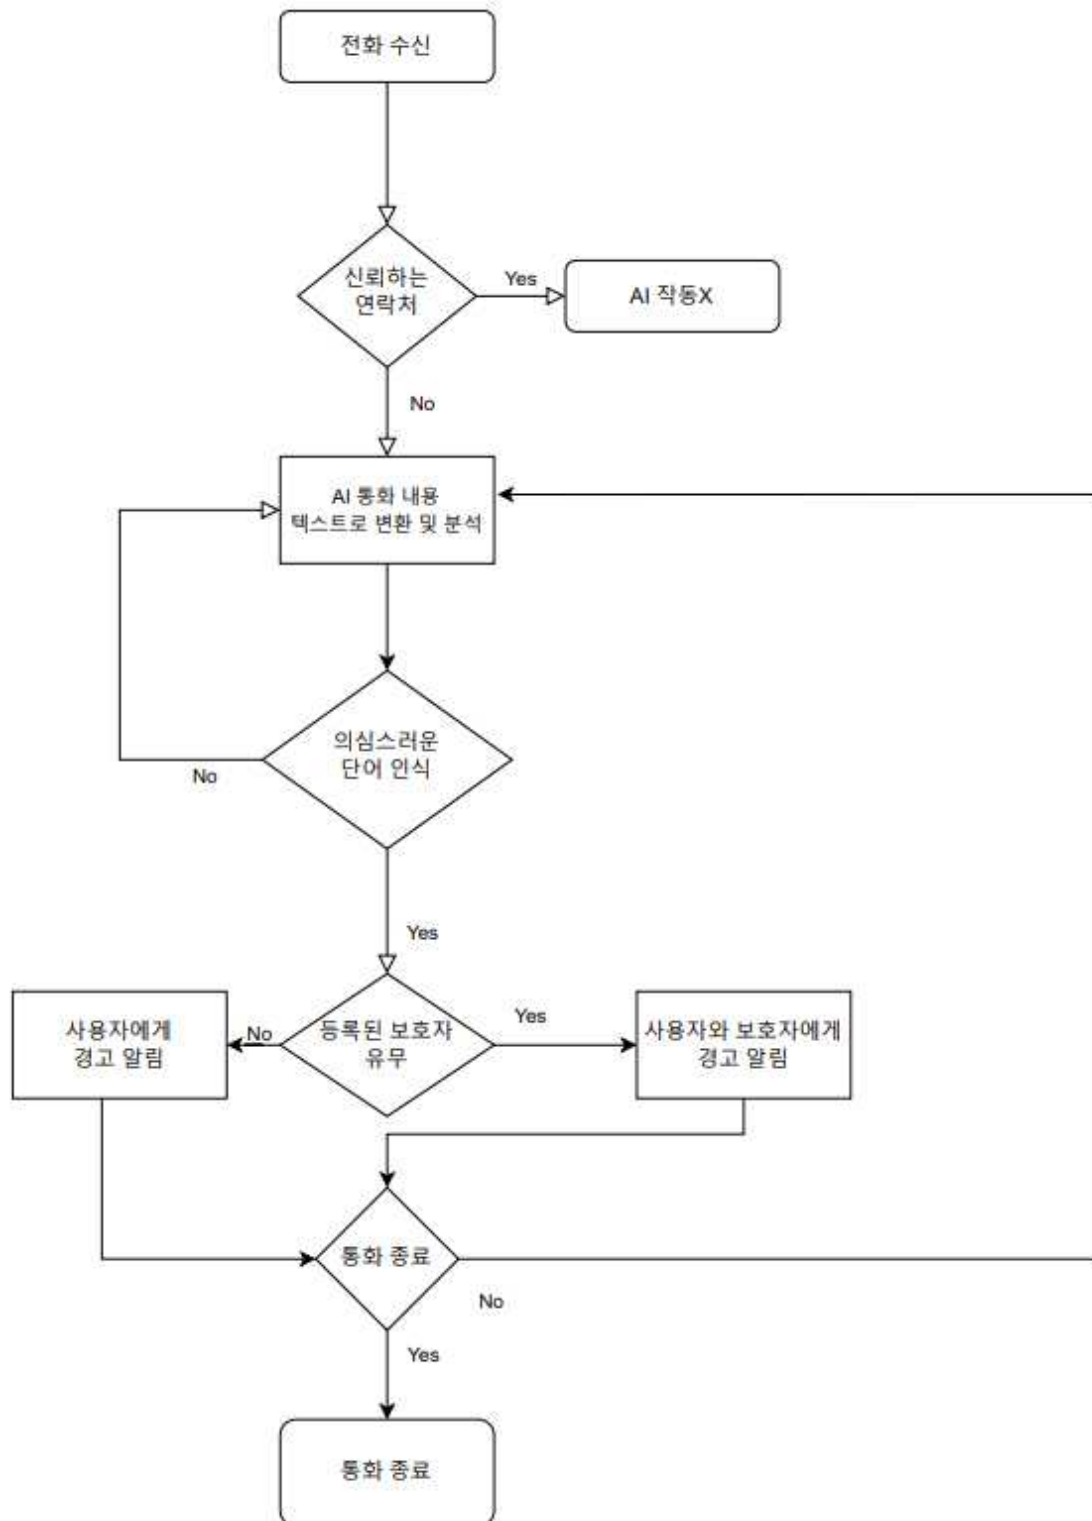 전화 수신
신뢰하는
연락처
Yes
AI 작동X
No
AI 통화 내용
텍스트로 변환 및 분석
의심스러운
단어 인식
No
Yes
사용자에게
경고 알림
No
등록된 보호자
유무
Yes
사용자와 보호자에게
경고 알림
통화 종료
No
Yes
통화 종료